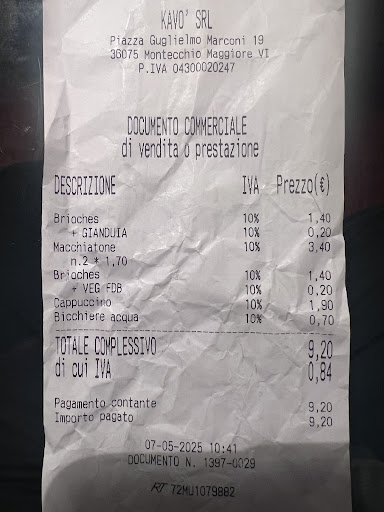 KAVO' SRL
Piazza Guglielmo Marconi 19
36075 Montecchio Maggiore VI
P.IVA 04300020247
DOCUMENTO COMMERCIALE
di vendita o prestazione
DESCRIZIONE IVA Prezzo(€)
Brioches 10% 1,40
+ GIANDUIA 10% 0,20
Macchiatone 10% 3,40
n.2 * 1,70
Brioches 10% 1,40
+ VEG FDB 10% 0,20
Cappuccino 10% 1,90
Bicchiere acqua 10% 0,70
TOTALE COMPLESSIVO 9,20
di cui IVA 0,84
Pagamento contante 9,20
Importo pagato 9,20
07-05-2025 10:41
DOCUMENTO N. 1397-0029
RT 72MU1079882